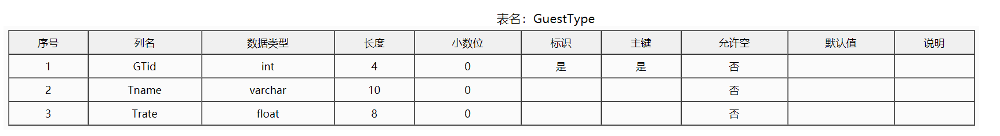 表名：GuestType
序号 列名 数据类型 长度 小数位 标识 主键 允许空 默认值 说明
1 GTid int 4 0 是 是 否
2 Tname varchar 10 0 否
3 Trate float 8 0 否